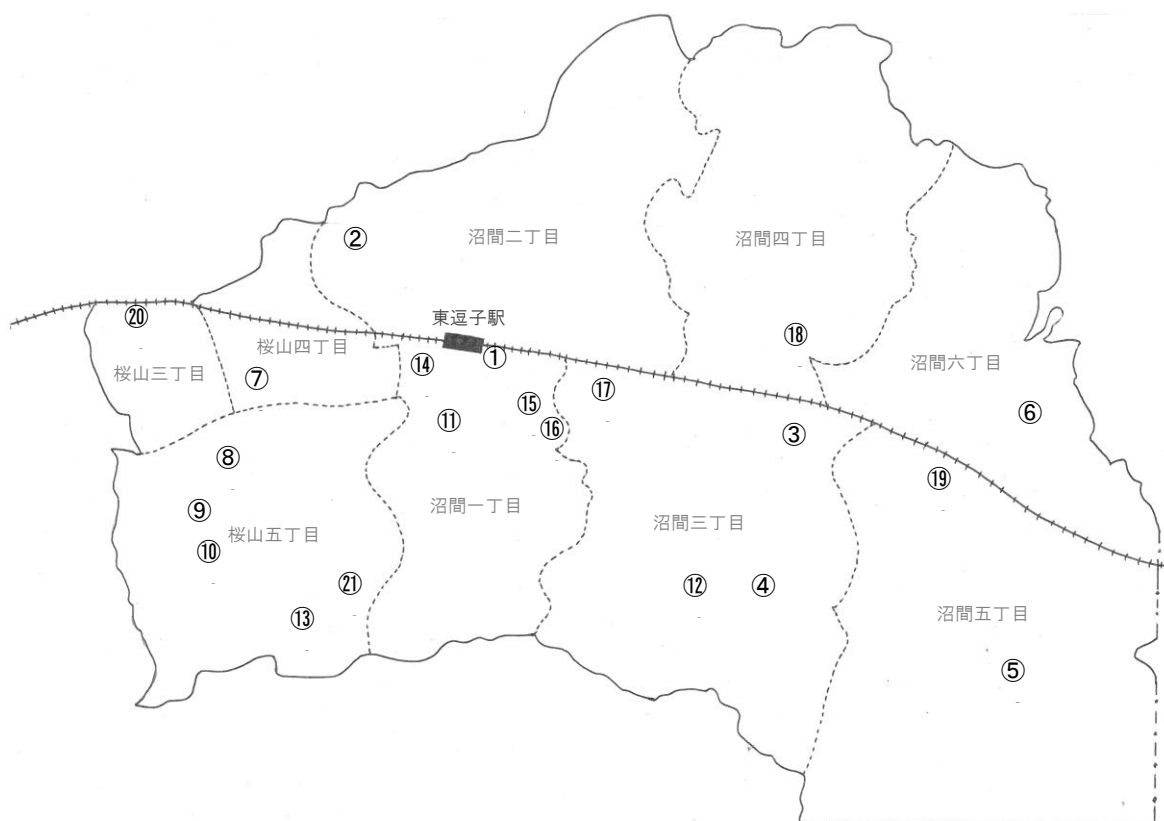 ②
沼間二丁目
沼間四丁目
⑳
東逗子駅
①
⑱
桜山四丁目
桜山三丁目
⑦
⑭
⑰
沼間六丁目
⑮
⑪
⑯
③
⑥
⑧
⑲
⑨
沼間一丁目
沼間三丁目
桜山五丁目
⑩
㉑
⑫
④
⑬
沼間五丁目
⑤